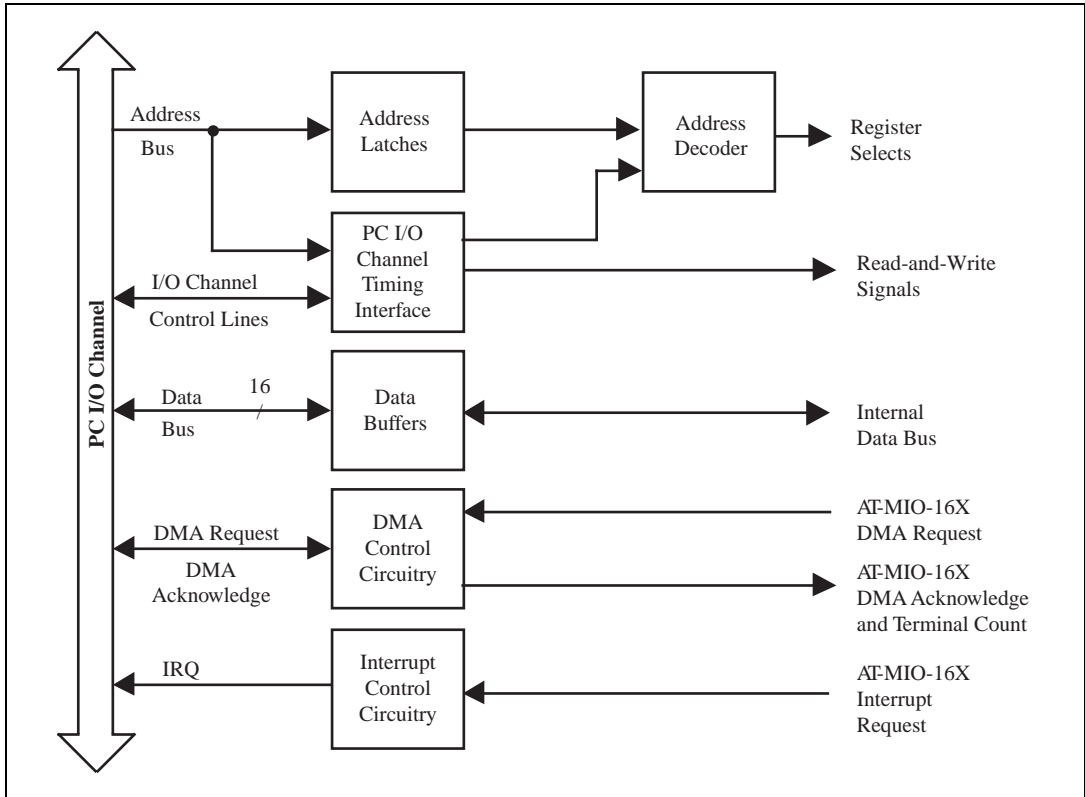 PC I/O Channel
Address
Bus
Address
Latches
Address
Decoder
Register
Selects
PC I/O
Channel
Timing
Interface
I/O Channel
Control Lines
Read-and-Write
Signals
Data
Bus
16
/
Data
Buffers
Internal
Data Bus
DMA Request
DMA
Acknowledge
DMA
Control
Circuitry
AT-MIO-16X
DMA Request
AT-MIO-16X
DMA Acknowledge
and Terminal Count
IRQ
Interrupt
Control
Circuitry
AT-MIO-16X
Interrupt
Request